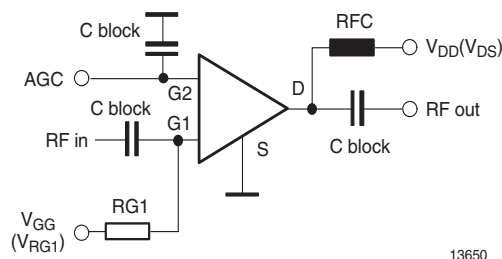 C block
RFC
VDD(VDS)
AGC
G2
D
C block
G1
RF out
RF in
S
C block
RG1
VGG
(VRG1)
13650